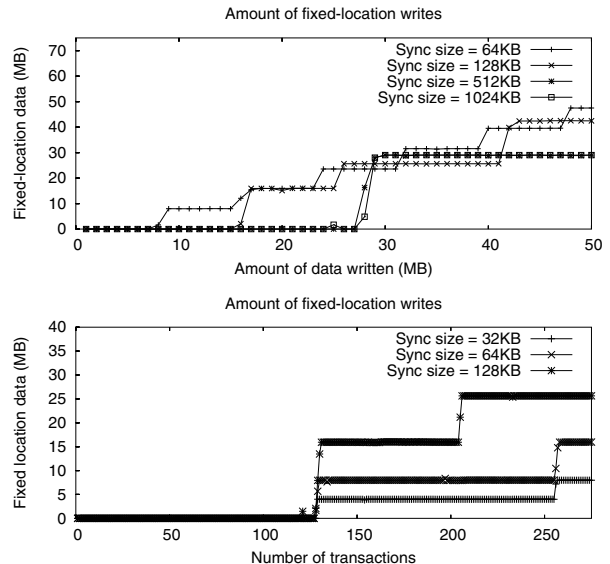 Amount of fixed-location writes
Fixed-location data (MB)
70
60
50
40
30
20
10
0
Sync size = 64KB
Sync size = 128KB
Sync size = 512KB
Sync size = 1024KB
0 10 20 30 40 50
Amount of data written (MB)
Amount of fixed-location writes
Fixed location data (MB)
40
35
30
25
20
15
10
5
0
Sync size = 32KB
Sync size = 64KB
Sync size = 128KB
0 50 100 150 200 250
Number of transactions